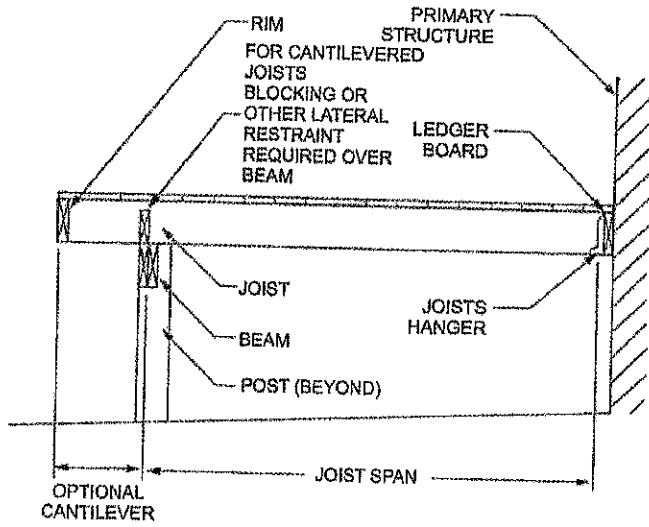 RIM
FOR CANTILEVERED
JOISTS
BLOCKING OR
OTHER LATERAL
RESTRAINT
REQUIRED OVER
BEAM
PRIMARY
STRUCTURE
LEDGER
BOARD
JOIST
BEAM
POST (BEYOND)
JOISTS
HANGER
JOIST SPAN
OPTIONAL
CANTILEVER